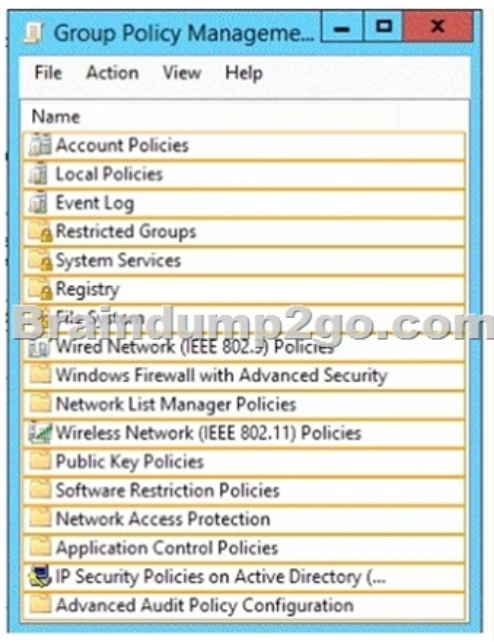 Group Policy Manageme...
File Action View Help
Name
Account Policies
Local Policies
Event Log
Restricted Groups
System Services
Registry
File System
Braindump2go.com
Wired Network (IEEE 802.3) Policies
Windows Firewall with Advanced Security
Network List Manager Policies
Wireless Network (IEEE 802.11) Policies
Public Key Policies
Software Restriction Policies
Network Access Protection
Application Control Policies
IP Security Policies on Active Directory (...
Advanced Audit Policy Configuration